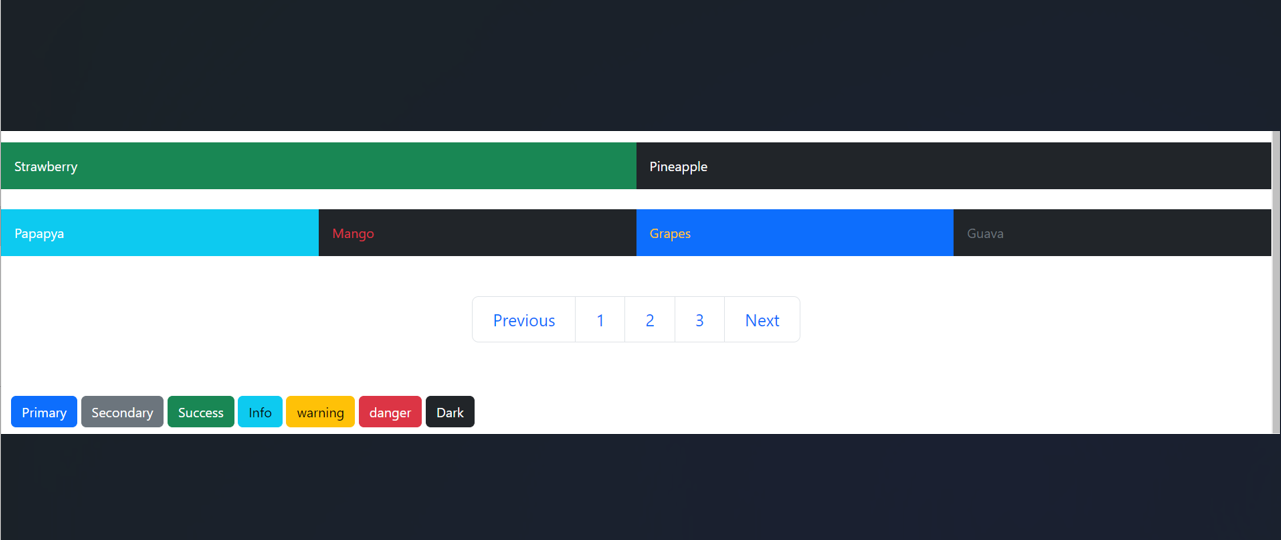 Strawberry Pineapple
Papapya Mango Grapes Guava
Previous 1 2 3 Next
Primary Secondary Success Info warning danger Dark